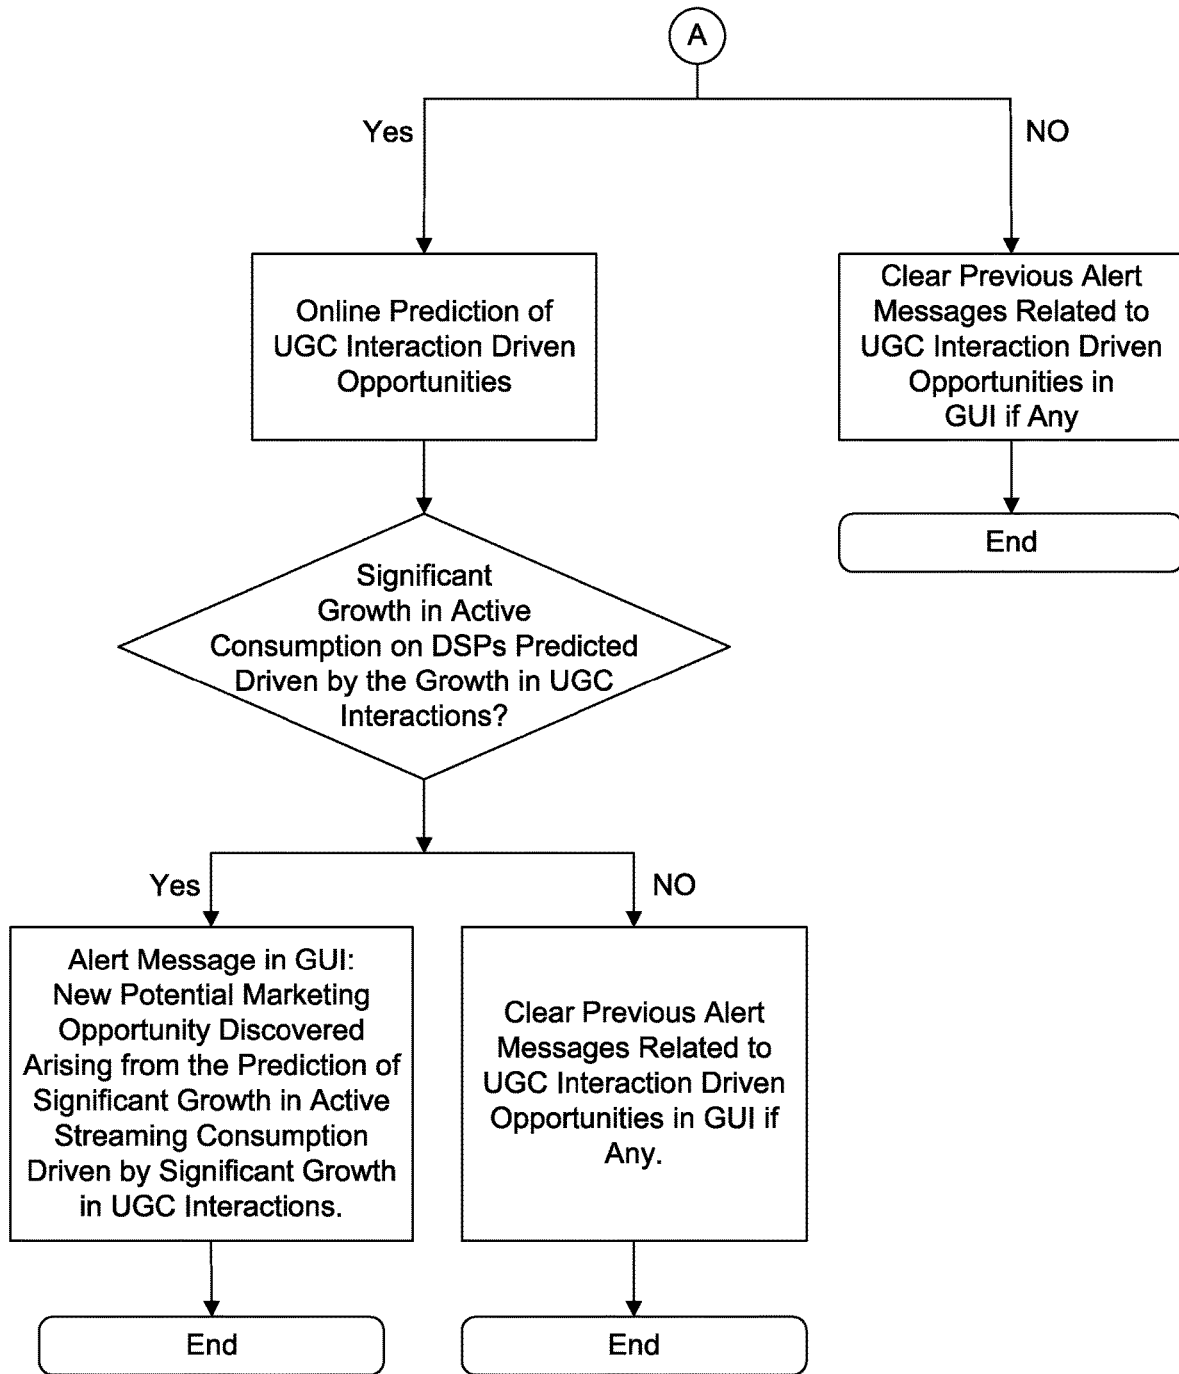 A
Yes
NO
Online Prediction of
UGC Interaction Driven
Opportunities
Clear Previous Alert
Messages Related to
UGC Interaction Driven
Opportunities in
GUI if Any
End
Significant
Growth in Active
Consumption on DSPs Predicted
Driven by the Growth in UGC
Interactions?
Yes
NO
Alert Message in GUI:
New Potential Marketing
Opportunity Discovered
Arising from the Prediction of
Significant Growth in Active
Streaming Consumption
Driven by Significant Growth
in UGC Interactions.
Clear Previous Alert
Messages Related to
UGC Interaction Driven
Opportunities in GUI if
Any.
End
End